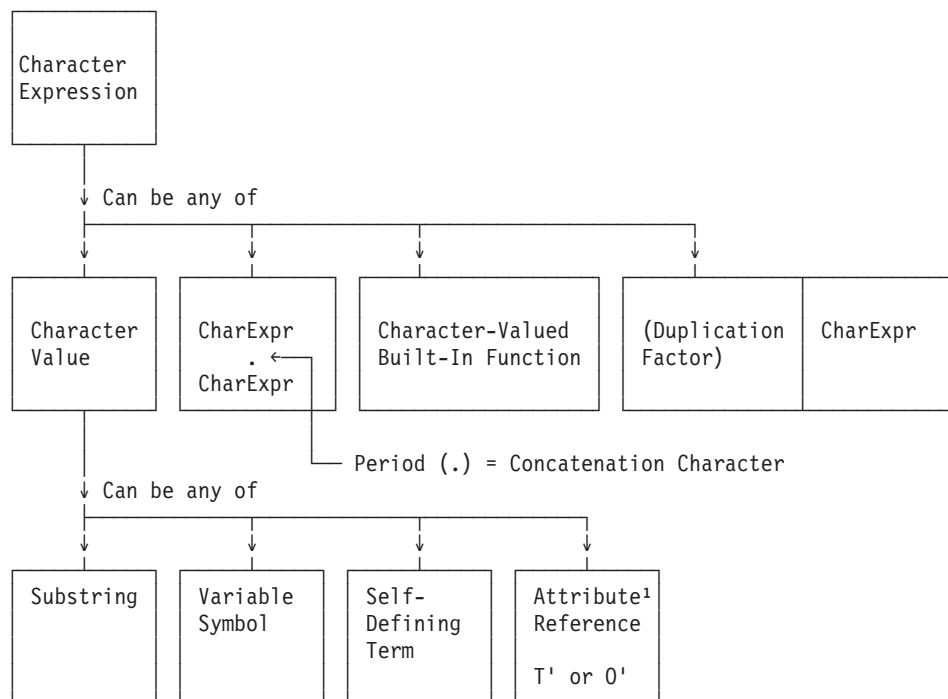 Character
Expression
Can be any of
Character
Value
CharExpr
.
CharExpr
Character-Valued
Built-In Function
(Duplication
Factor)
CharExpr
Period (.) = Concatenation Character
Can be any of
Substring
Variable
Symbol
Self-
Defining
Term
Attribute¹
Reference
T' or O'